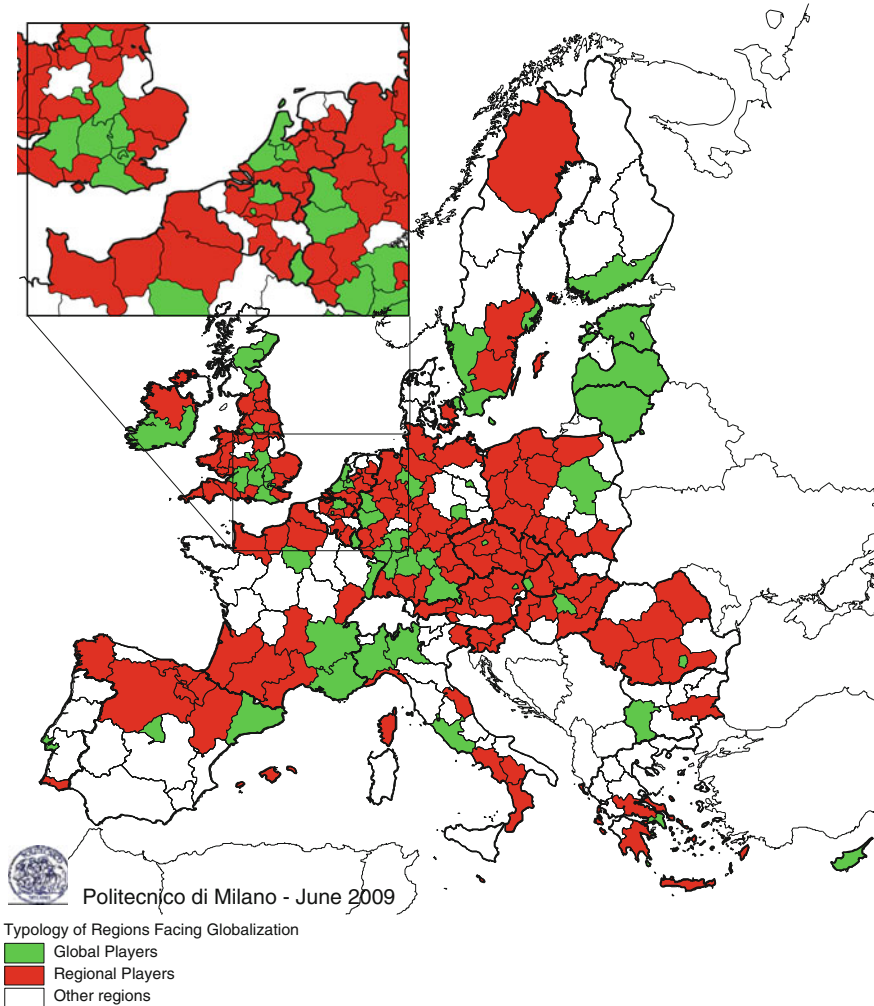 Politecnico di Milano - June 2009
Typology of Regions Facing Globalization
Global Players
Regional Players
Other regions